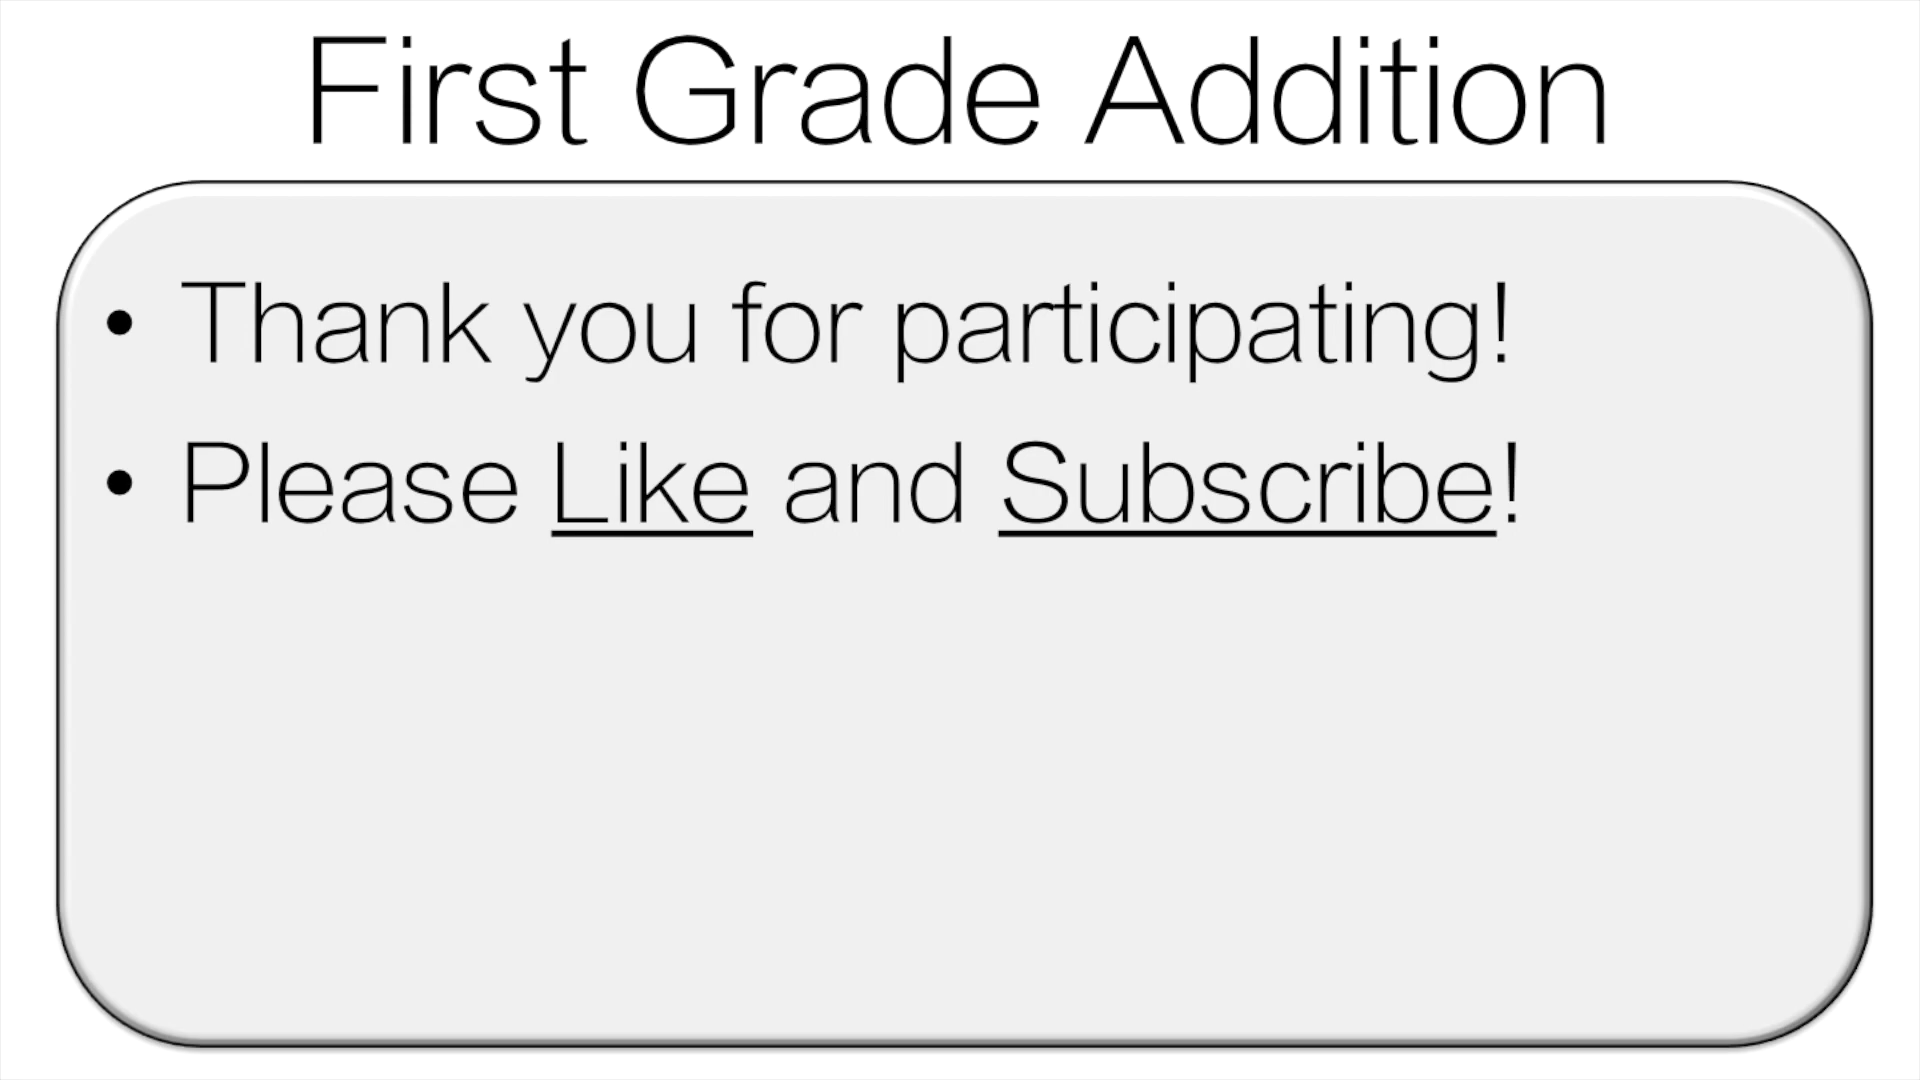 First Grade Addition
• Thank you for participating!
• Please Like and Subscribe!